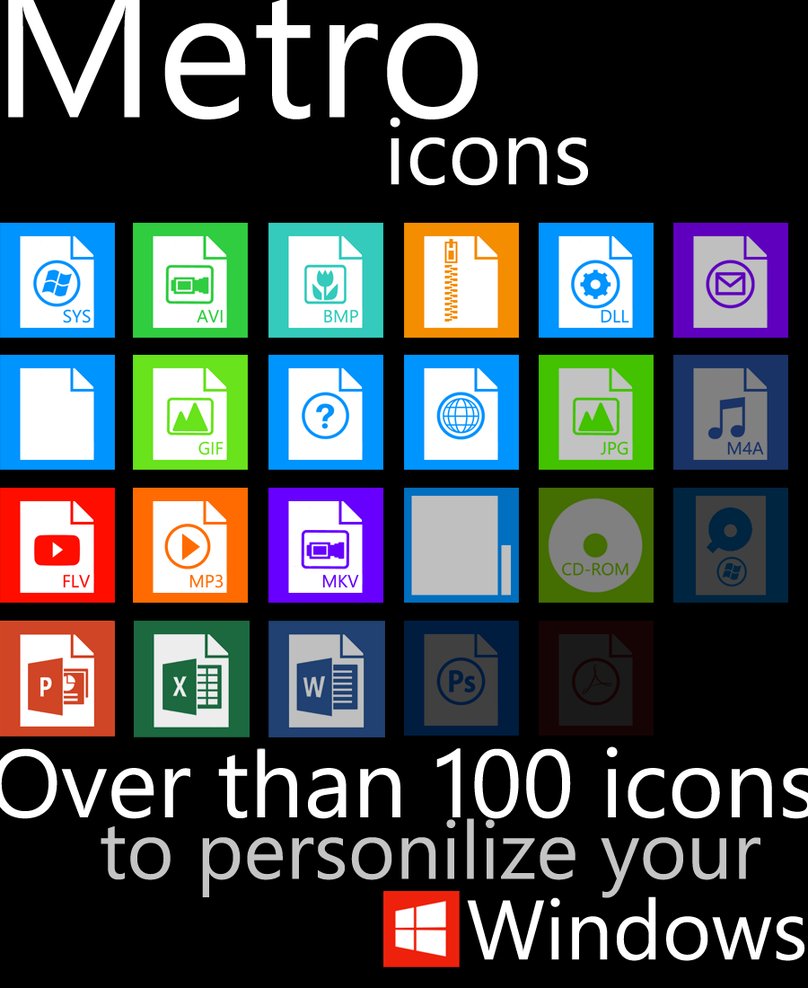 Metro
icons
SYS AVI BMP DLL
GIF ? JPG M4A
FLV MP3 MKV CD-ROM
P X W Ps
Over than 100 icons
to personilize your
Windows